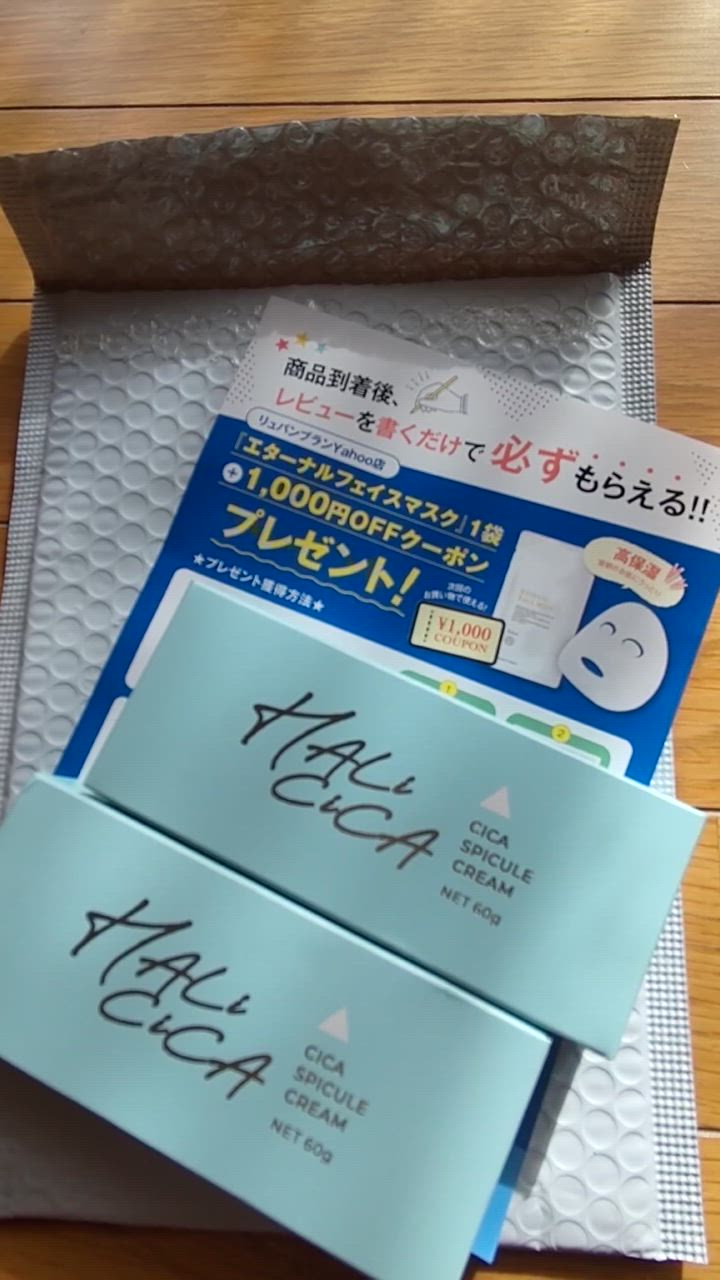 商品到着後、
レビューを書くだけで必ずもらえる!!
リュバンブランYahoo店
『エターナルフェイスマスク』1袋
+1,000円OFFクーポン
プレゼント!
★プレゼント獲得方法★
次回の
お買い物で使える!
¥1,000
COUPON
高保湿
1
2
HALi
CiCA
CICA
SPICULE
CREAM
NET 60g
HALi
CiCA
CICA
SPICULE
CREAM
NET 60g